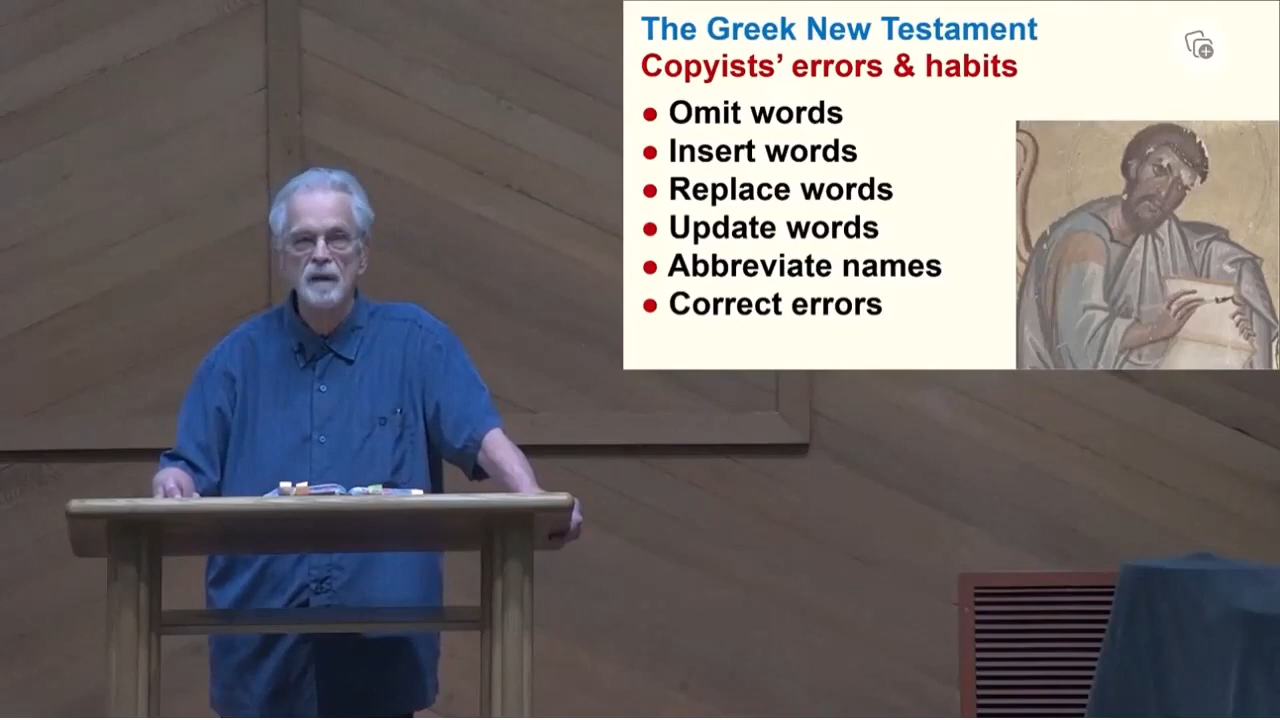 The Greek New Testament
Copyists’ errors & habits
● Omit words
● Insert words
● Replace words
● Update words
● Abbreviate names
● Correct errors